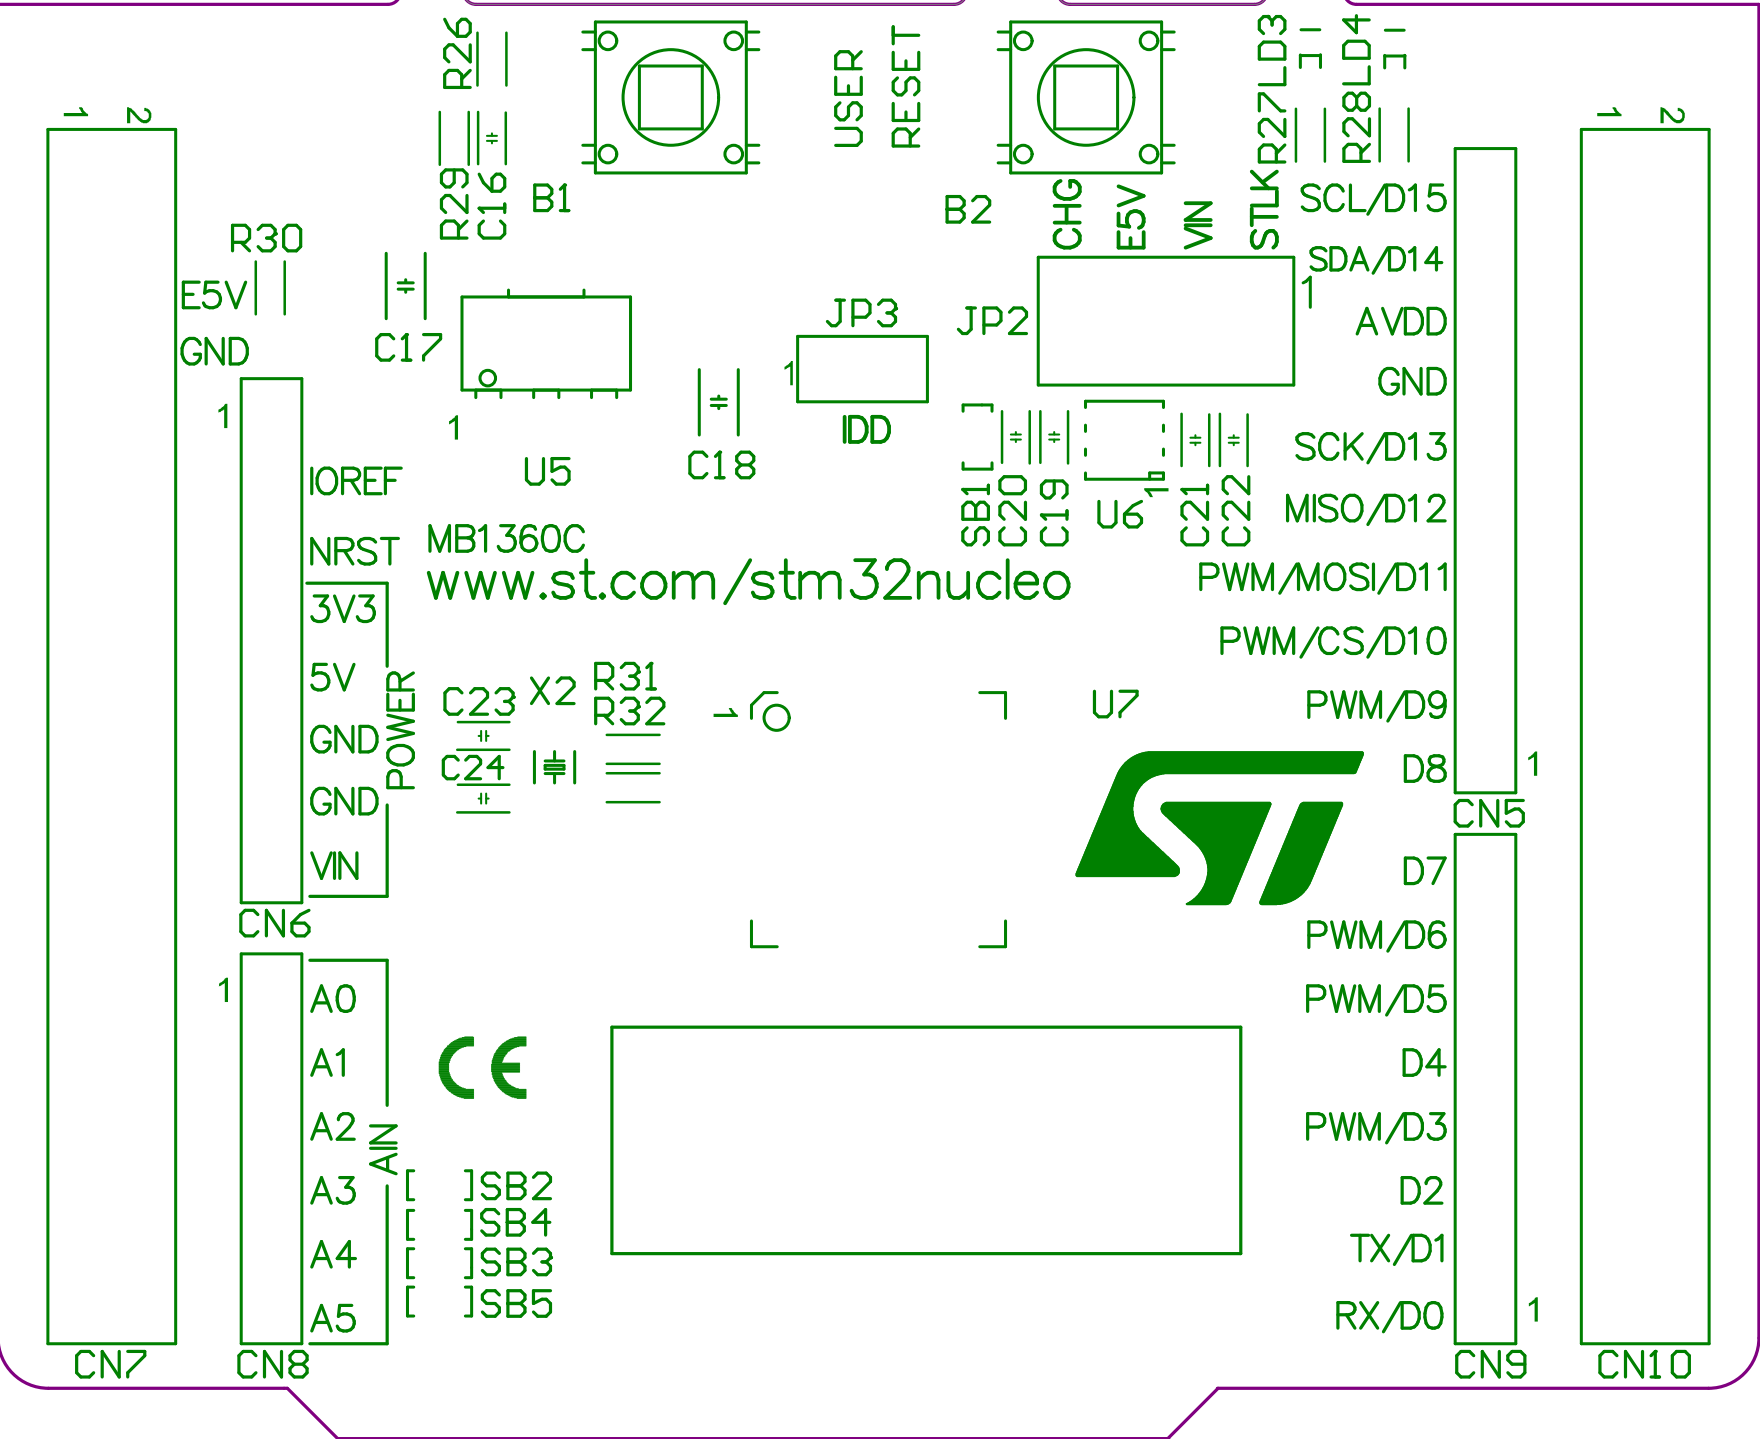 R26
USER
RESET
R27
LD3
R28
LD4
1
2
1
2
R29
C16
B1
B2
CHG
E5V
VIN
STLK
SCL/D15
R30
SDA/D14
E5V
1
JP3
JP2
AVDD
GND
C17
1
GND
1
1
IDD
SCK/D13
U5
C18
IOREF
1
SB1
C20
C19
U6
C21
C22
MISO/D12
NRST
MB1360C
www.st.com/stm32nucleo
PWM/MOSI/D11
3V3
PWM/CS/D10
5V
POWER
C23
X2
R31
R32
1
U7
PWM/D9
GND
C24
ST
D8
1
GND
CN5
VIN
D7
CN6
PWM/D6
1
A0
PWM/D5
A1
CE
D4
A2
AIN
PWM/D3
A3
SB2
D2
SB4
A4
SB3
TX/D1
A5
SB5
RX/D0
1
CN7
CN8
CN9
CN10